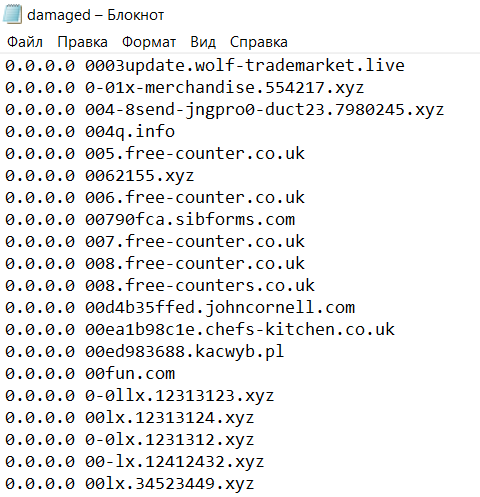 damaged – Блокнот
Файл Правка Формат Вид Справка
0.0.0.0 0003update.wolf-trademarket.live
0.0.0.0 0-01x-merchandise.554217.xyz
0.0.0.0 004-8send-jngpro0-duct23.7980245.xyz
0.0.0.0 004q.info
0.0.0.0 005.free-counter.co.uk
0.0.0.0 0062155.xyz
0.0.0.0 006.free-counter.co.uk
0.0.0.0 00790fca.sibforms.com
0.0.0.0 007.free-counter.co.uk
0.0.0.0 008.free-counter.co.uk
0.0.0.0 008.free-counters.co.uk
0.0.0.0 00d4b35ffed.johncornell.com
0.0.0.0 00ea1b98c1e.chefs-kitchen.co.uk
0.0.0.0 00ed983688.kacwyb.pl
0.0.0.0 00fun.com
0.0.0.0 0-0llx.12313123.xyz
0.0.0.0 00lx.12313124.xyz
0.0.0.0 0-0lx.1231312.xyz
0.0.0.0 00-lx.12412432.xyz
0.0.0.0 00lx.34523449.xyz